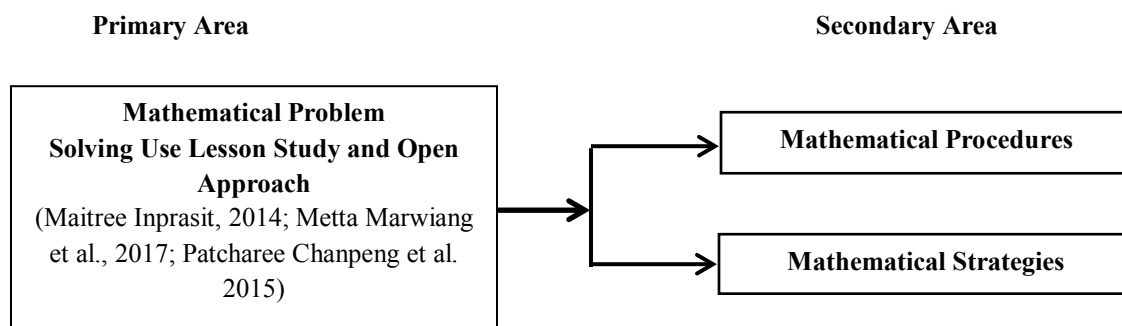 Primary Area
Secondary Area
Mathematical Problem
Solving Use Lesson Study and Open
Approach
(Maitree Inprasit, 2014; Metta Marwiang
et al., 2017; Patcharee Chanpeng et al.
2015)
Mathematical Procedures
Mathematical Strategies